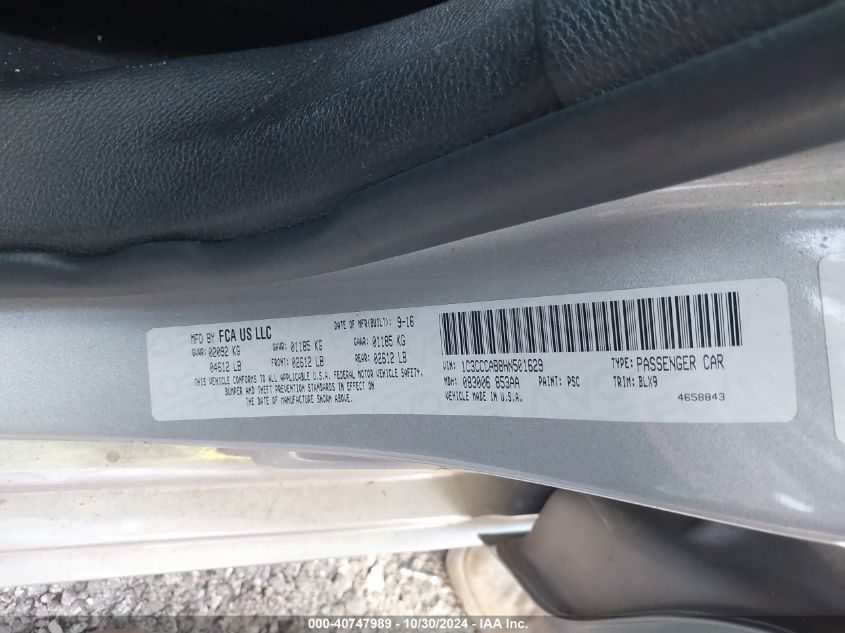 MFD BY FCA US LLC DATE OF MFR(BUILT): 9-16
GVWR: 02092 KG GAWR: 01185 KG GAWR: 01185 KG
04612 LB FRONT: 02612 LB REAR: 02612 LB
THIS VEHICLE CONFORMS TO ALL APPLICABLE U.S.A. FEDERAL MOTOR VEHICLE SAFETY,
BUMPER AND THEFT PREVENTION STANDARDS IN EFFECT ON
THE DATE OF MANUFACTURE SHOWN ABOVE.
VIN: 1C3CCCAB8HN501629 TYPE: PASSENGER CAR
MDH: 093006 853AA PAINT: PSC TRIM: BLX9
VEHICLE MADE IN U.S.A. 4658843
000-40747989 - 10/30/2024 - IAA Inc.